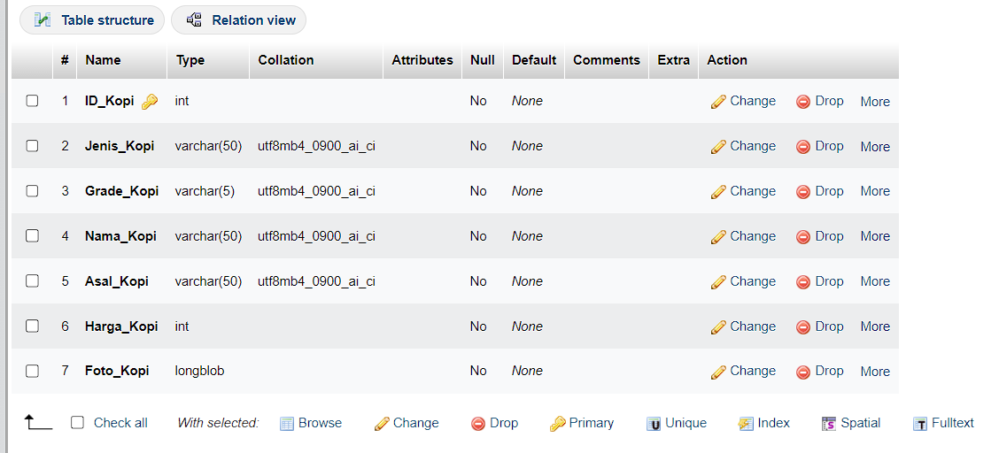 Table structure Relation view
# Name Type Collation Attributes Null Default Comments Extra Action
1 ID_Kopi int No None Change Drop More
2 Jenis_Kopi varchar(50) utf8mb4_0900_ai_ci No None Change Drop More
3 Grade_Kopi varchar(5) utf8mb4_0900_ai_ci No None Change Drop More
4 Nama_Kopi varchar(50) utf8mb4_0900_ai_ci No None Change Drop More
5 Asal_Kopi varchar(50) utf8mb4_0900_ai_ci No None Change Drop More
6 Harga_Kopi int No None Change Drop More
7 Foto_Kopi longblob No None Change Drop More
Check all With selected: Browse Change Drop Primary U Unique Index S Spatial T Fulltext